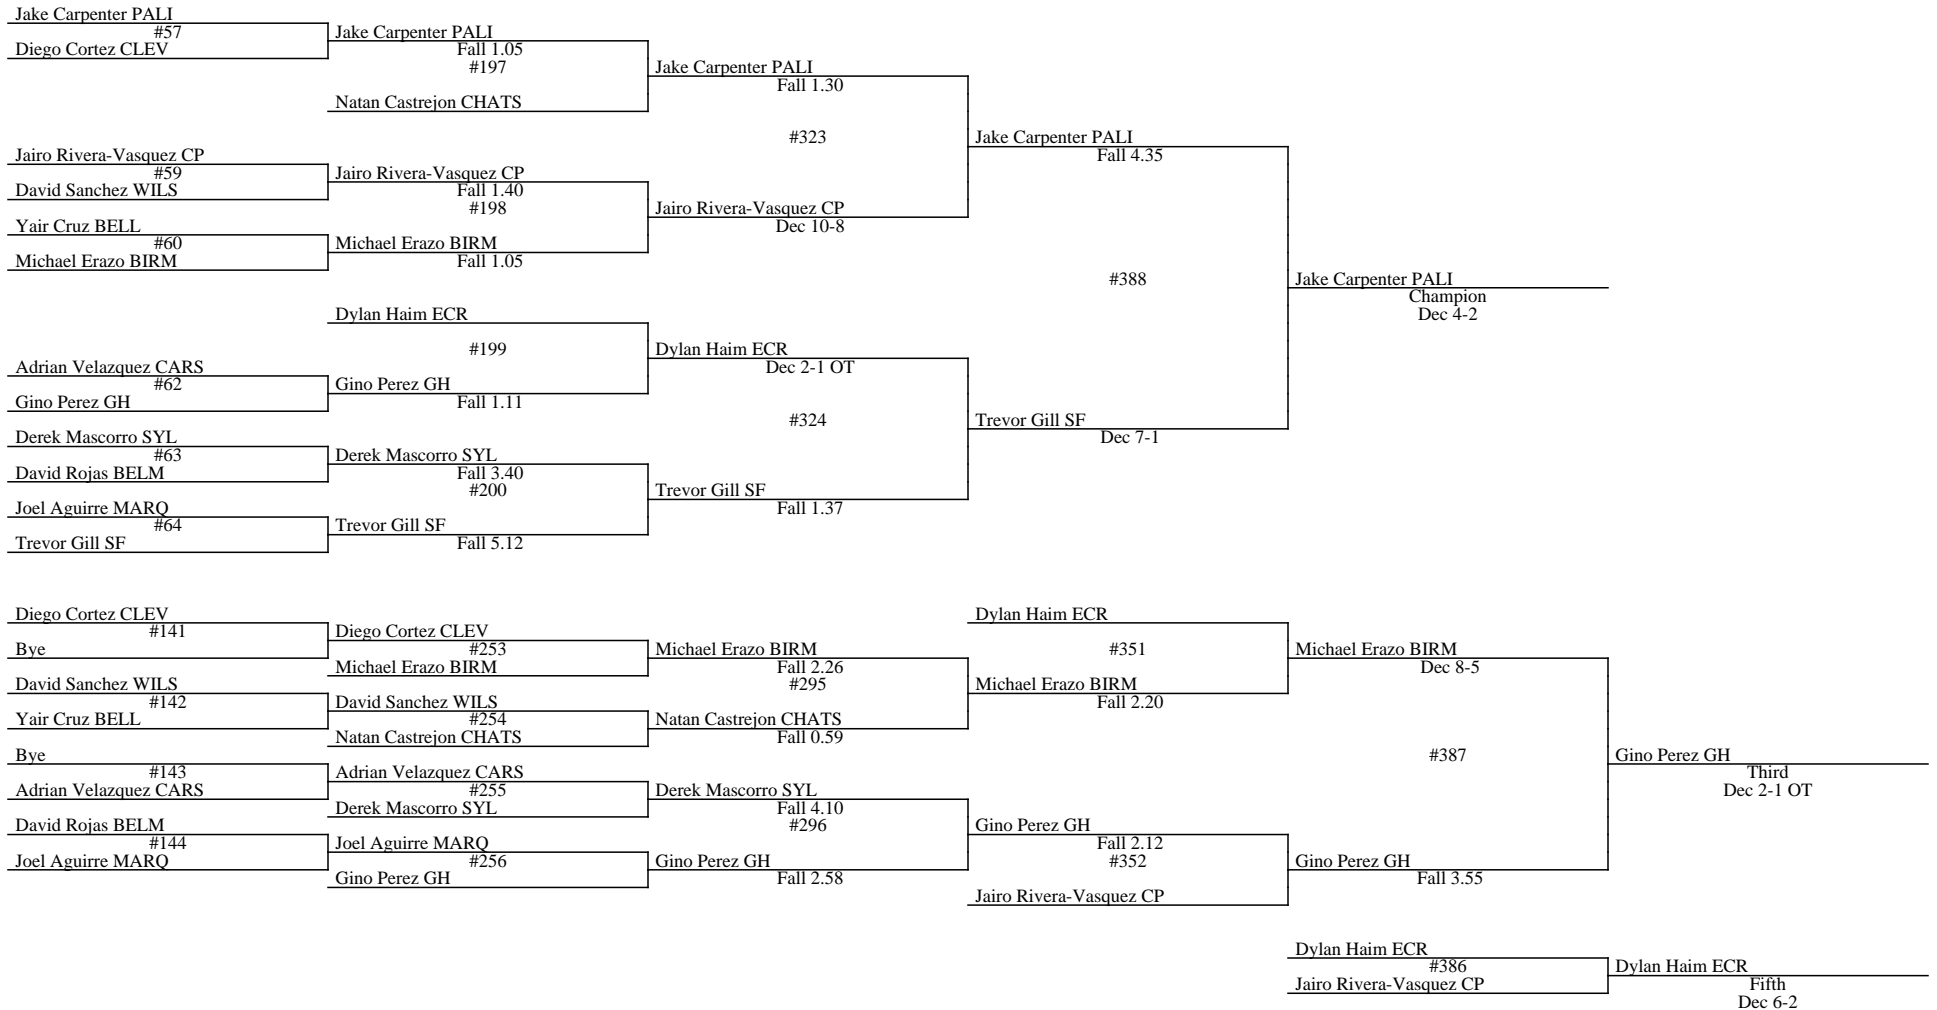 Jake Carpenter PALI
#57
Diego Cortez CLEV
Jake Carpenter PALI
Fall 1.05
#197
Natan Castrejon CHATS
Jake Carpenter PALI
Fall 1.30
#323
Jairo Rivera-Vasquez CP
#59
David Sanchez WILS
Jairo Rivera-Vasquez CP
Fall 1.40
#198
Yair Cruz BELL
#60
Michael Erazo BIRM
Michael Erazo BIRM
Fall 1.05
Jairo Rivera-Vasquez CP
Dec 10-8
Jake Carpenter PALI
Fall 4.35
#388
Jake Carpenter PALI
Champion
Dec 4-2
Dylan Haim ECR
#199
Adrian Velazquez CARS
#62
Gino Perez GH
Gino Perez GH
Fall 1.11
Dylan Haim ECR
Dec 2-1 OT
#324
Derek Mascorro SYL
#63
David Rojas BELM
Derek Mascorro SYL
Fall 3.40
#200
Joel Aguirre MARQ
#64
Trevor Gill SF
Trevor Gill SF
Fall 5.12
Trevor Gill SF
Fall 1.37
Trevor Gill SF
Dec 7-1
Diego Cortez CLEV
#141
Bye
Diego Cortez CLEV
#253
Michael Erazo BIRM
Michael Erazo BIRM
Fall 2.26
#295
David Sanchez WILS
#142
Yair Cruz BELL
David Sanchez WILS
#254
Natan Castrejon CHATS
Natan Castrejon CHATS
Fall 0.59
Dylan Haim ECR
#351
Michael Erazo BIRM
Fall 2.20
Michael Erazo BIRM
Dec 8-5
#387
Bye
#143
Adrian Velazquez CARS
Adrian Velazquez CARS
#255
Derek Mascorro SYL
Derek Mascorro SYL
Fall 4.10
#296
David Rojas BELM
#144
Joel Aguirre MARQ
Joel Aguirre MARQ
#256
Gino Perez GH
Gino Perez GH
Fall 2.58
Gino Perez GH
Fall 2.12
#352
Jairo Rivera-Vasquez CP
Gino Perez GH
Fall 3.55
Gino Perez GH
Third
Dec 2-1 OT
Dylan Haim ECR
#386
Jairo Rivera-Vasquez CP
Dylan Haim ECR
Fifth
Dec 6-2